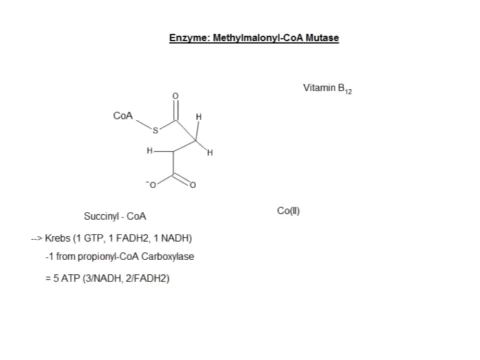 Enzyme: Methylmalonyl-CoA Mutase
Vitamin B12
O
CoA
H
S
H
H
-O
O
Succinyl - CoA
Co(II)
--> Krebs (1 GTP, 1 FADH2, 1 NADH)
-1 from propionyl-CoA Carboxylase
= 5 ATP (3/NADH, 2/FADH2)